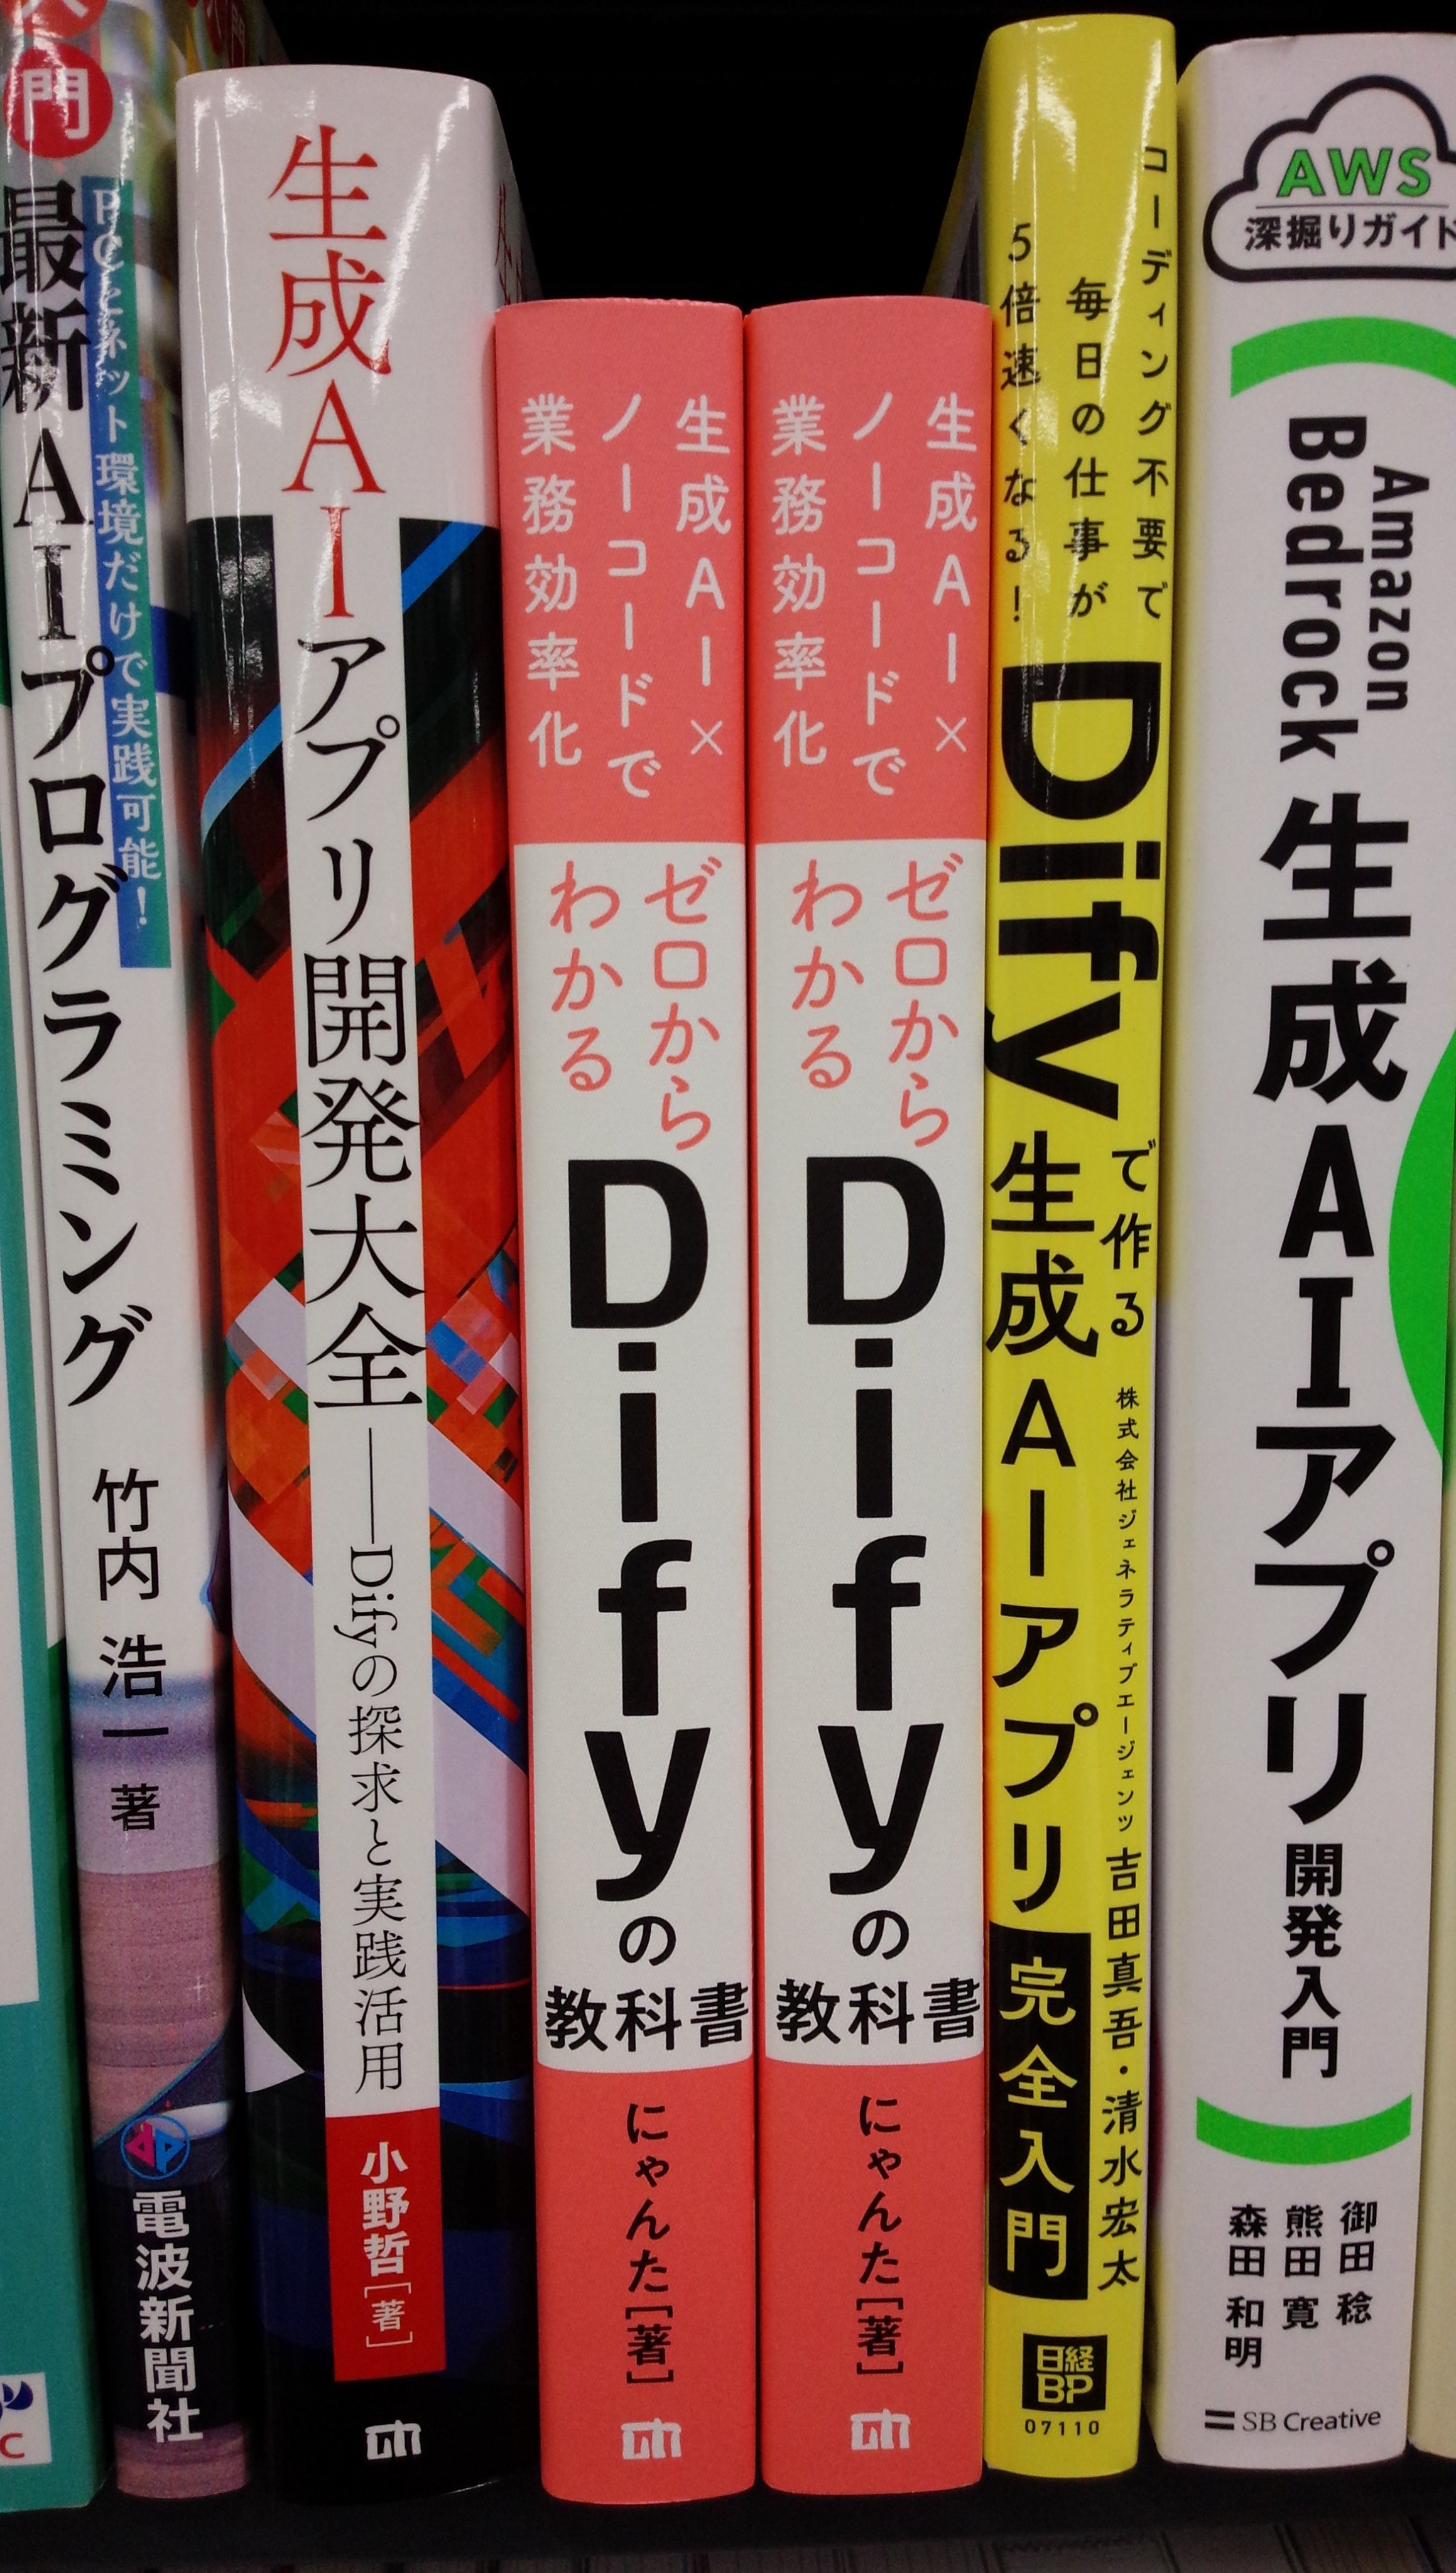 門
最新AIプログラミング
PCとネット環境だけで実践可能！
竹内 浩一 著
dp
電波新聞社
生成AIアプリ開発大全
――Difyの探求と実践活用
小野哲[著]
生成AI×
ノーコードで
業務効率化
ゼロから
わかる
Difyの
教科書
にゃんた[著]
生成AI×
ノーコードで
業務効率化
ゼロから
わかる
Difyの
教科書
にゃんた[著]
コーディング不要で
毎日の仕事が
5倍速くなる！
Difyで作る
生成AIアプリ
完全入門
株式会社ジェネラティブエージェンツ 吉田真吾・清水宏太
日経
BP
07110
AWS
深掘りガイド
Amazon
Bedrock
生成AIアプリ開発入門
御田 稔
熊田 寛
森田 和明
SB Creative
C